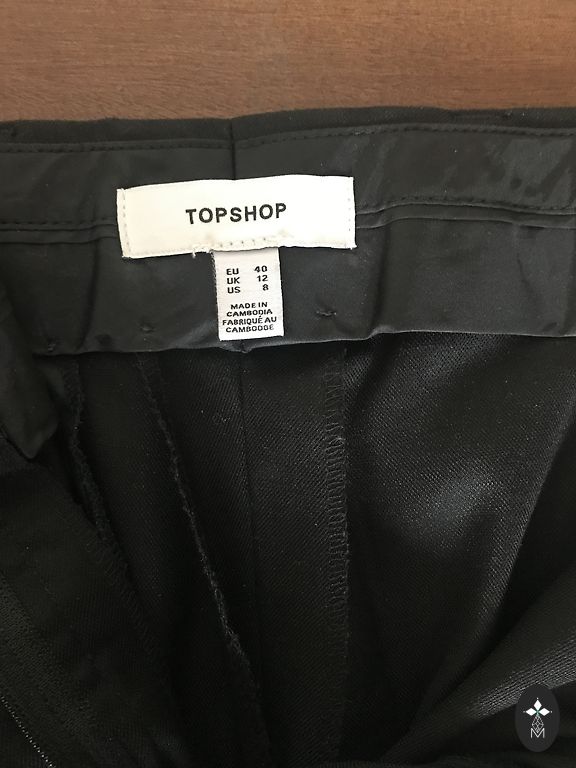 TOPSHOP
EU 40
UK 12
US 8
MADE IN
CAMBODIA
FABRIQUÉ AU
CAMBODGE
M